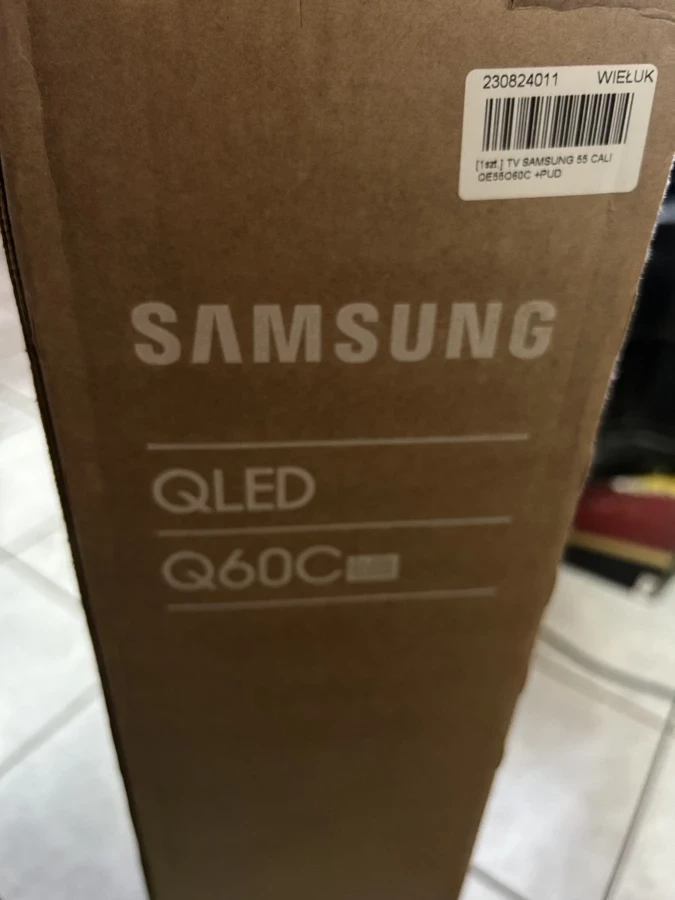 230824011 WIEŁUK
[1szt.] TV SAMSUNG 55 CALI
QE55Q60C +PUD
SAMSUNG
QLED
Q60C